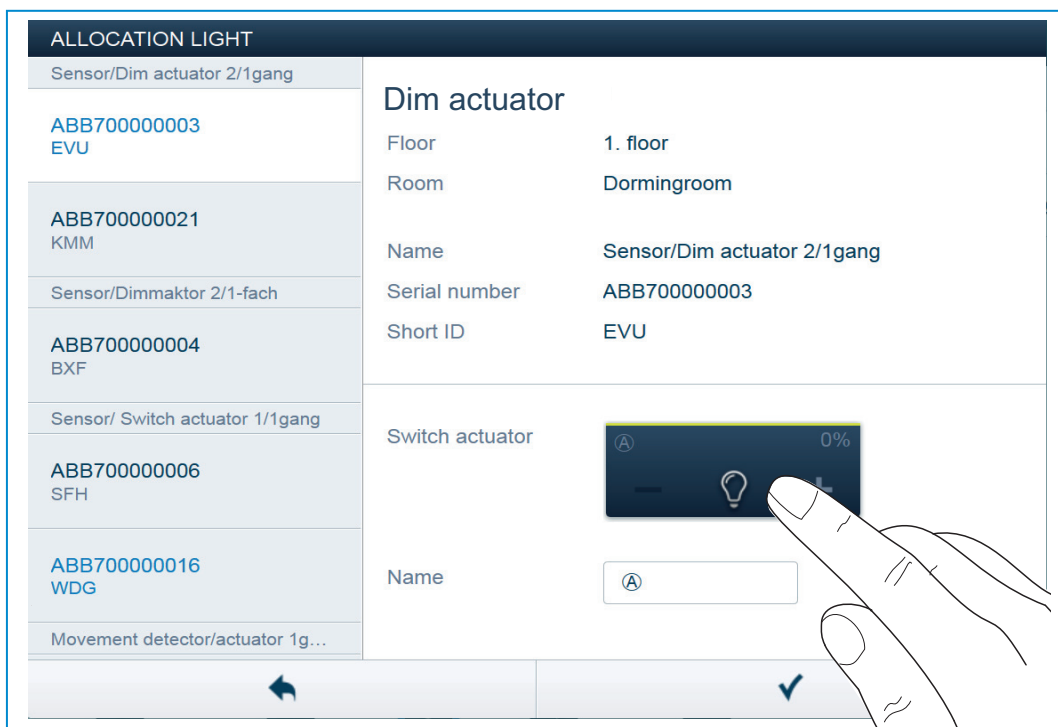 ALLOCATION LIGHT
Sensor/Dim actuator 2/1gang
ABB700000003
EVU
ABB700000021
KMM
Sensor/Dimmaktor 2/1-fach
ABB700000004
BXF
Sensor/ Switch actuator 1/1gang
ABB700000006
SFH
ABB700000016
WDG
Movement detector/actuator 1g…
Dim actuator
Floor 1. floor
Room Dormingroom
Name Sensor/Dim actuator 2/1gang
Serial number ABB700000003
Short ID EVU
Switch actuator
Ⓐ 0%
– +
Name Ⓐ